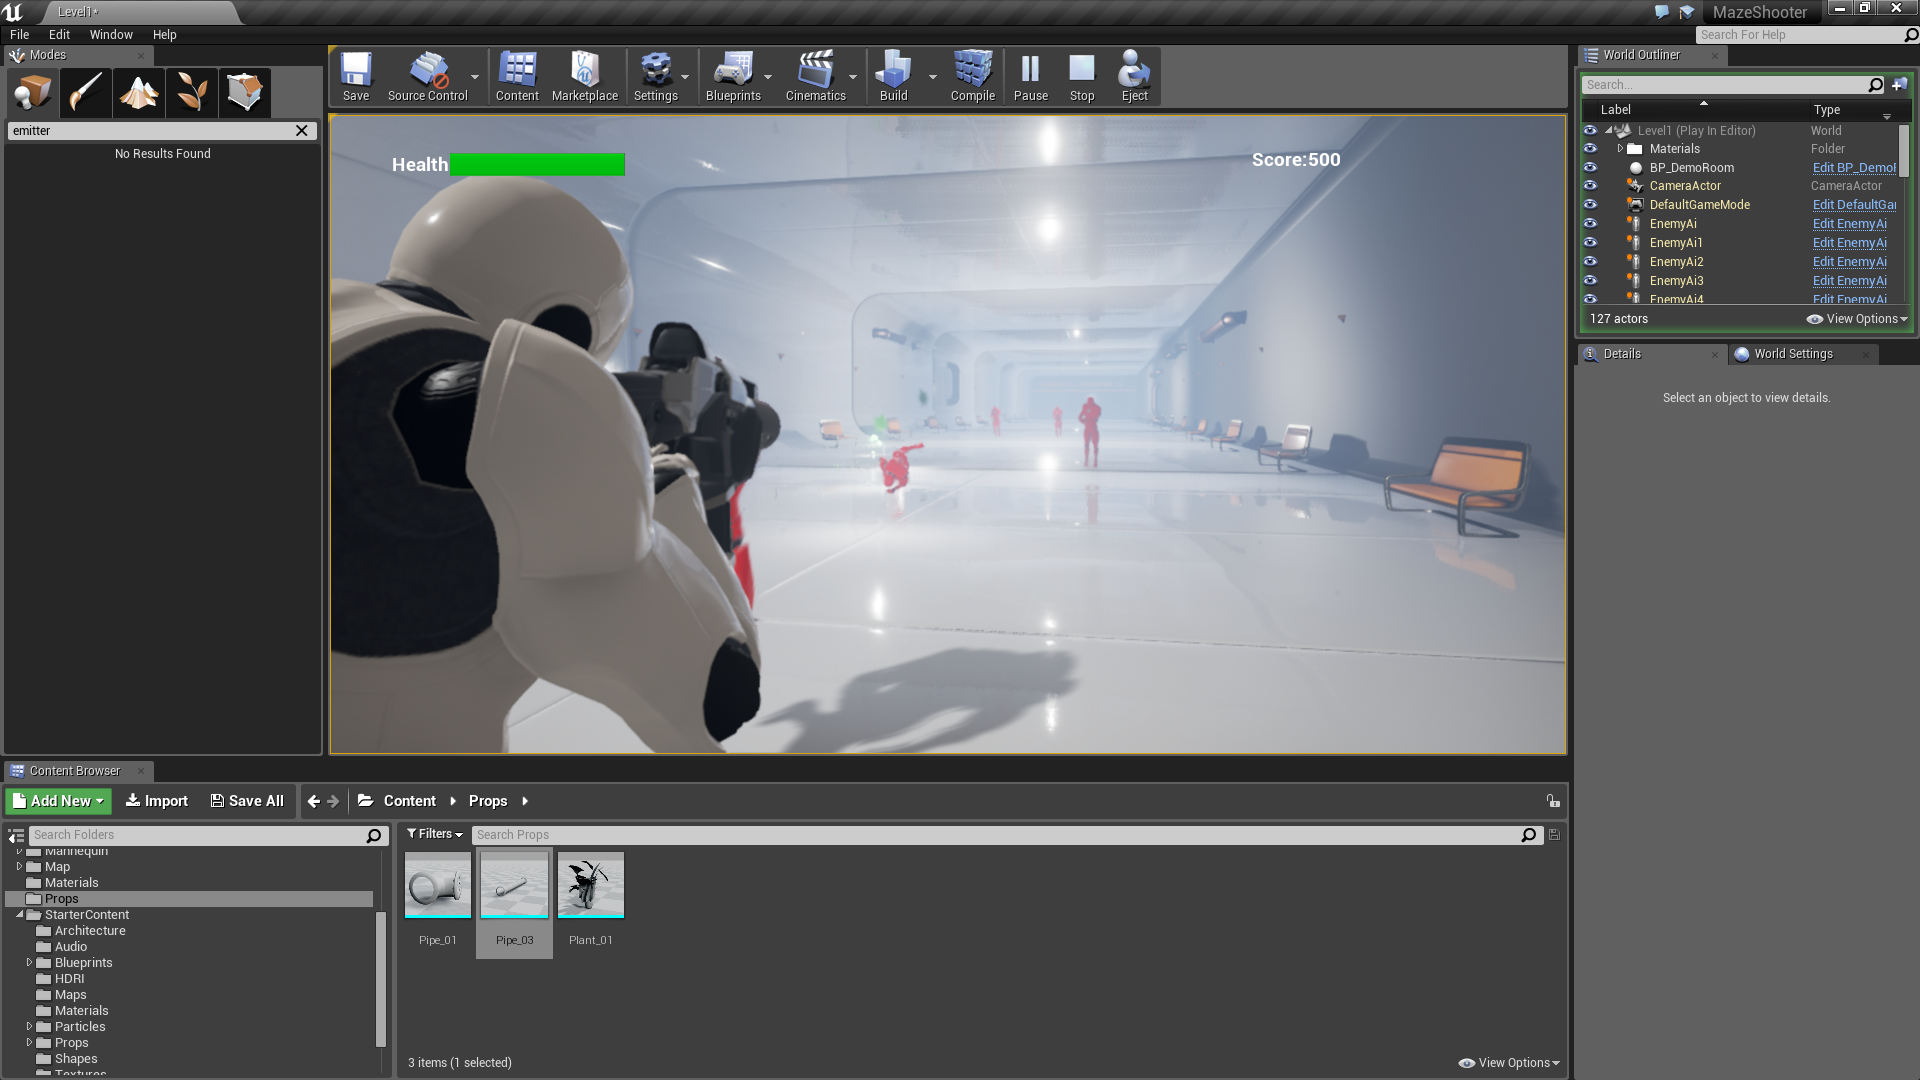 Level1*
MazeShooter
File Edit Window Help
Search For Help
Modes
emitter
No Results Found
Save
Source Control
Content
Marketplace
Settings
Blueprints
Cinematics
Build
Compile
Pause
Stop
Eject
Health
Score:500
World Outliner
Search...
Label Type
Level1 (Play In Editor) World
Materials Folder
BP_DemoRoom Edit BP_Demo
CameraActor CameraActor
DefaultGameMode Edit DefaultGa
EnemyAi Edit EnemyAi
EnemyAi1 Edit EnemyAi
EnemyAi2 Edit EnemyAi
EnemyAi3 Edit EnemyAi
EnemyAi4 Edit EnemyAi
127 actors View Options
Details World Settings
Select an object to view details.
Content Browser
Add New Import Save All Content Props
Search Folders
Filters Search Props
Mannequin
Map
Materials
Props
StarterContent
Architecture
Audio
Blueprints
HDRI
Maps
Materials
Particles
Props
Shapes
Textures
Pipe_01
Pipe_03
Plant_01
3 items (1 selected)
View Options